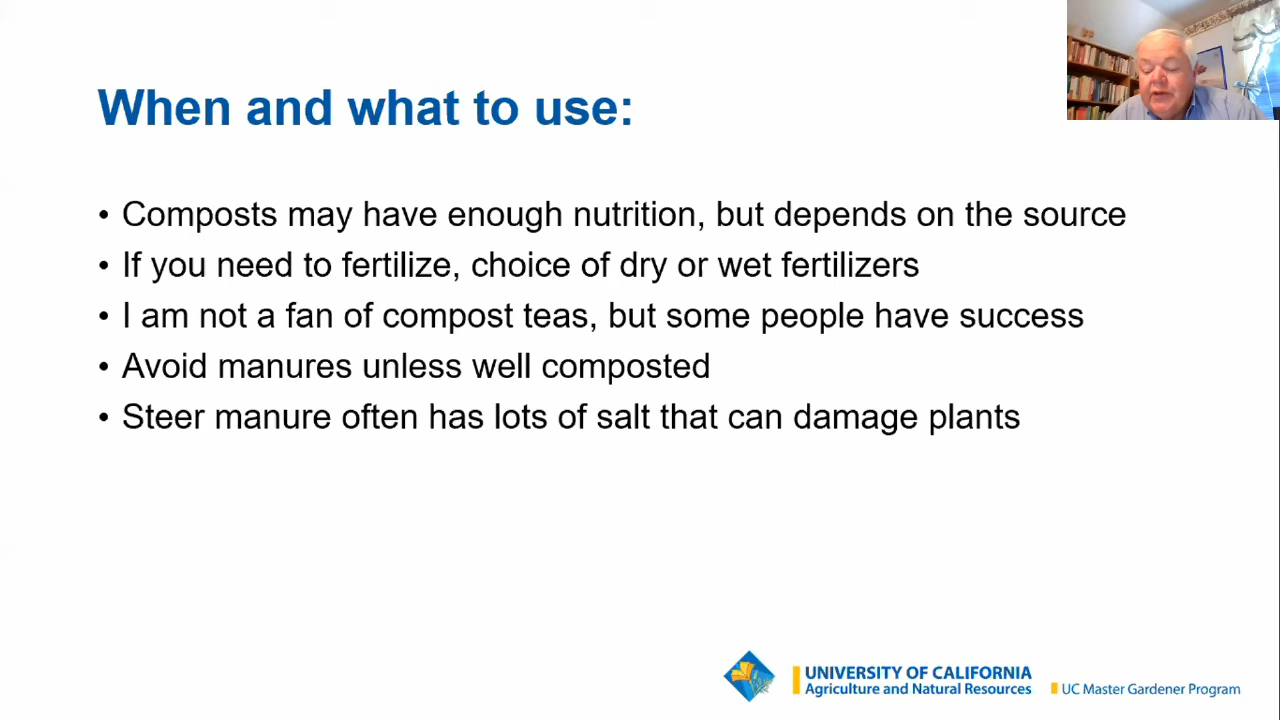 When and what to use:
• Composts may have enough nutrition, but depends on the source
• If you need to fertilize, choice of dry or wet fertilizers
• I am not a fan of compost teas, but some people have success
• Avoid manures unless well composted
• Steer manure often has lots of salt that can damage plants
UNIVERSITY OF CALIFORNIA
Agriculture and Natural Resources
UC Master Gardener Program